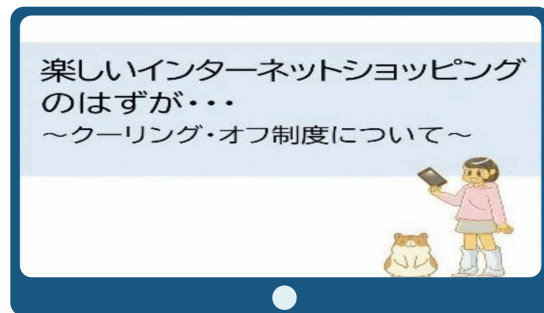 楽しいインターネットショッピング
のはずが・・・
～クーリング・オフ制度について～